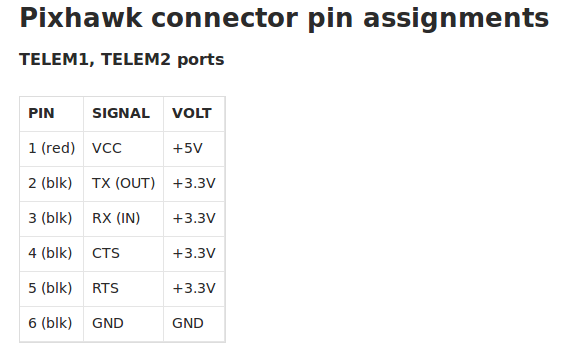 Pixhawk connector pin assignments
TELEM1, TELEM2 ports
PIN SIGNAL VOLT
1 (red) VCC +5V
2 (blk) TX (OUT) +3.3V
3 (blk) RX (IN) +3.3V
4 (blk) CTS +3.3V
5 (blk) RTS +3.3V
6 (blk) GND GND